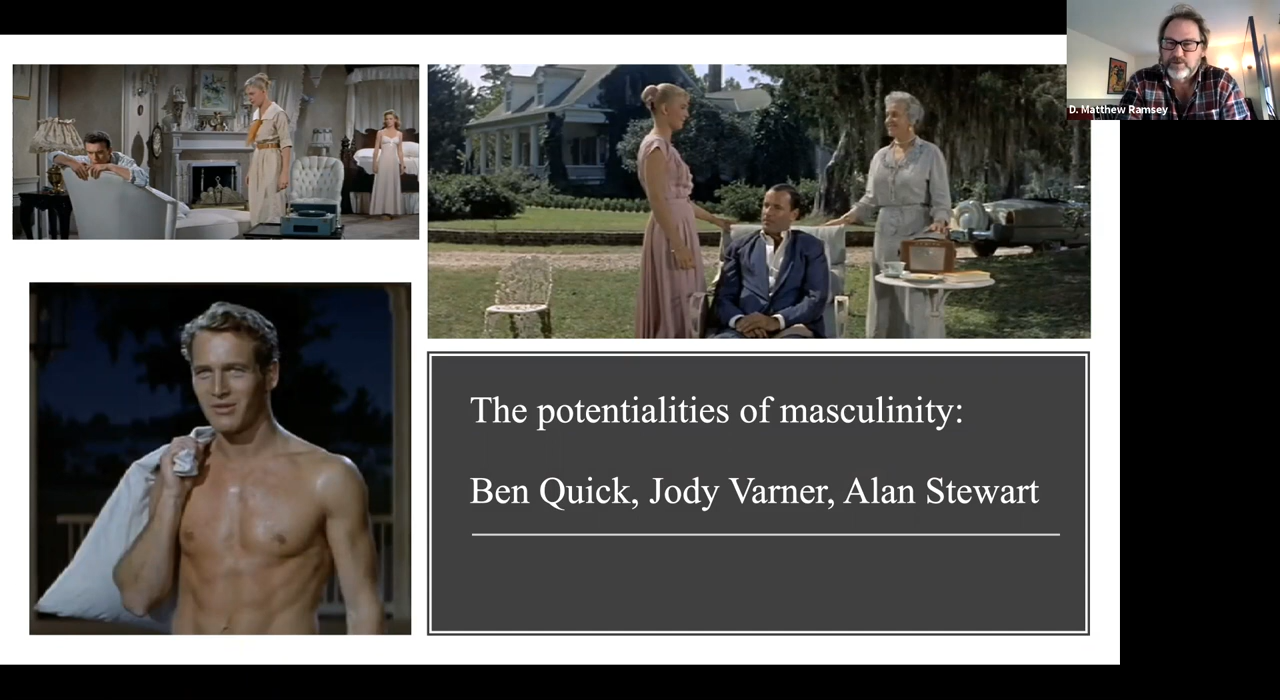 D. Matthew Ramsey
The potentialities of masculinity:
Ben Quick, Jody Varner, Alan Stewart